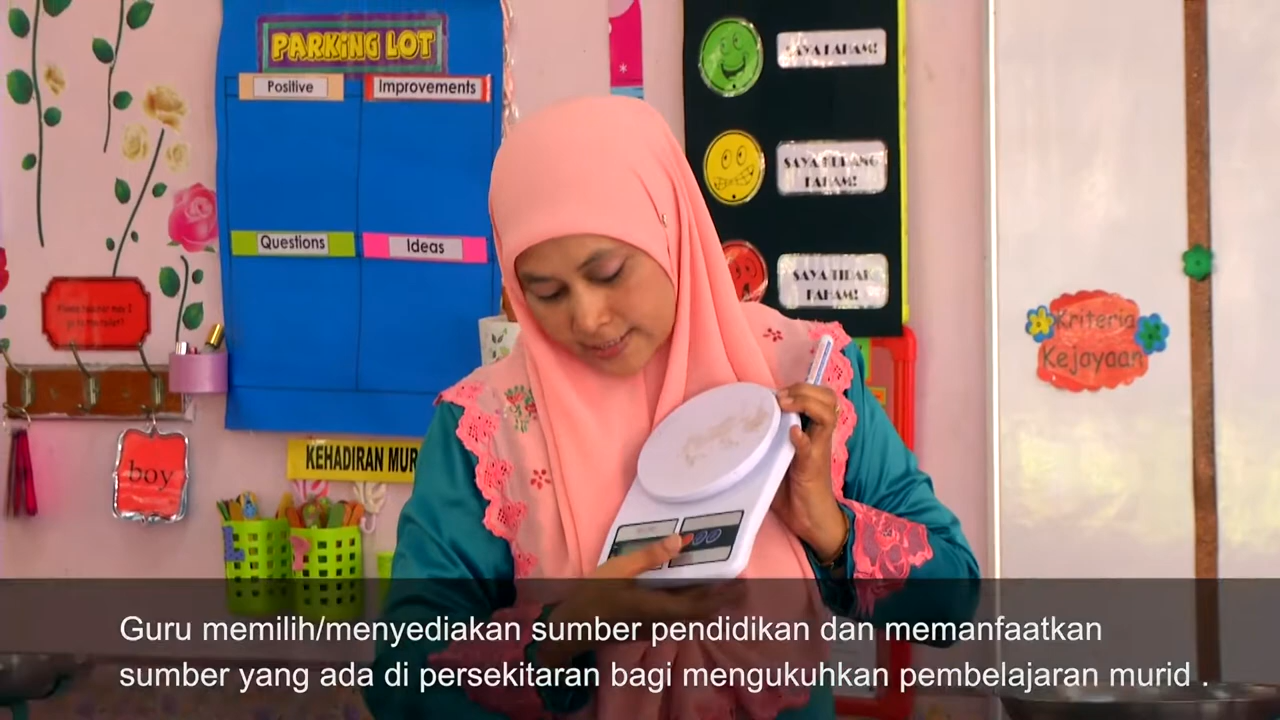 PARKING LOT
Positive
Improvements
Questions
Ideas
SAYA FAHAM!
SAYA KURANG
FAHAM!
SAYA TIDAK
FAHAM!
Kriteria
Kejayaan
boy
KEHADIRAN MUR
Guru memilih/menyediakan sumber pendidikan dan memanfaatkan
sumber yang ada di persekitaran bagi mengukuhkan pembelajaran murid .